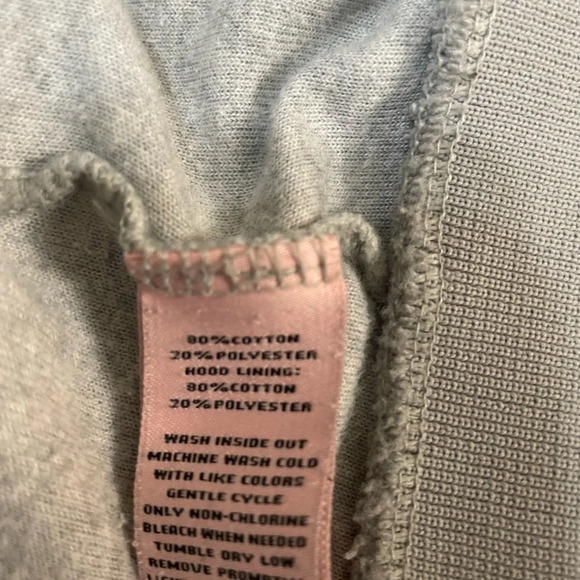 80%COTTON
20%POLYESTER
HOOD LINING:
80%COTTON
20%POLYESTER
WASH INSIDE OUT
MACHINE WASH COLD
WITH LIKE COLORS
GENTLE CYCLE
ONLY NON-CHLORINE
BLEACH WHEN NEEDED
TUMBLE DRY LOW
REMOVE